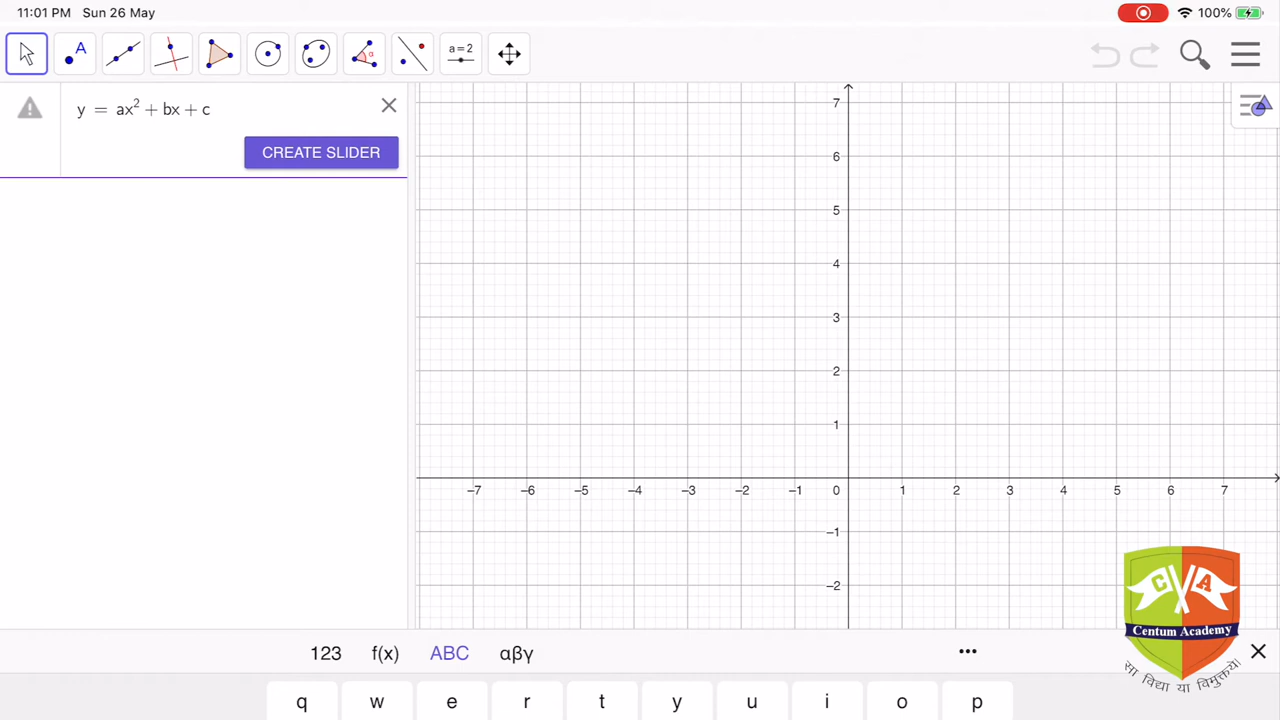 11:01 PM Sun 26 May
100%
A
a=2
y = ax² + bx + c
CREATE SLIDER
7
6
5
4
3
2
1
–7 –6 –5 –4 –3 –2 –1 0 1 2 3 4 5 6 7
–1
–2
C A
Centum Academy
सा विद्या या विमुक्तये।
123 f(x) ABC αβγ
q w e r t y u i o p